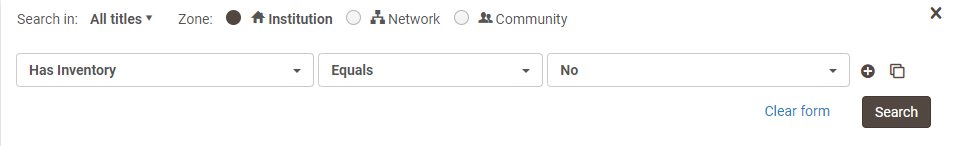 Search in: All titles Zone: Institution Network Community
Has Inventory Equals No
Clear form Search